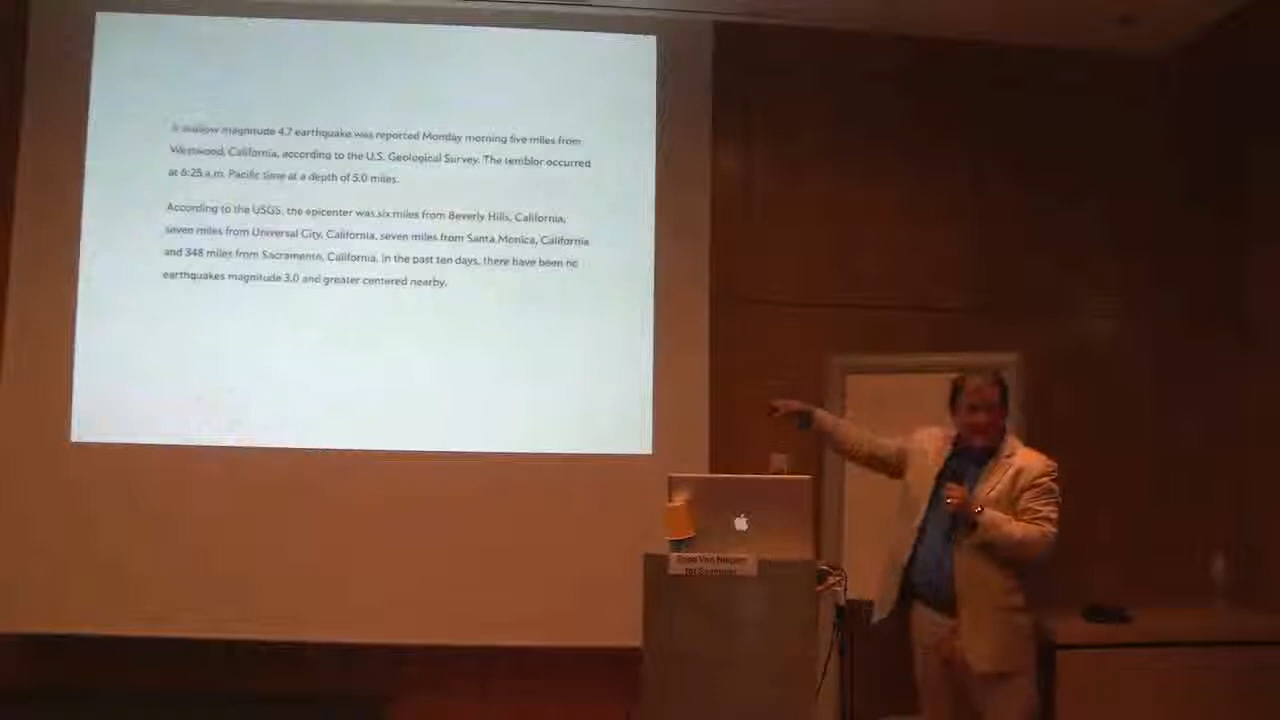 A shallow magnitude 4.7 earthquake was reported Monday morning five miles from
Westwood, California, according to the U.S. Geological Survey. The temblor occurred
at 6:25 a.m. Pacific time at a depth of 5.0 miles.
According to the USGS, the epicenter was six miles from Beverly Hills, California,
seven miles from Universal City, California, seven miles from Santa Monica, California
and 348 miles from Sacramento, California. In the past ten days, there have been no
earthquakes magnitude 3.0 and greater centered nearby.
Van